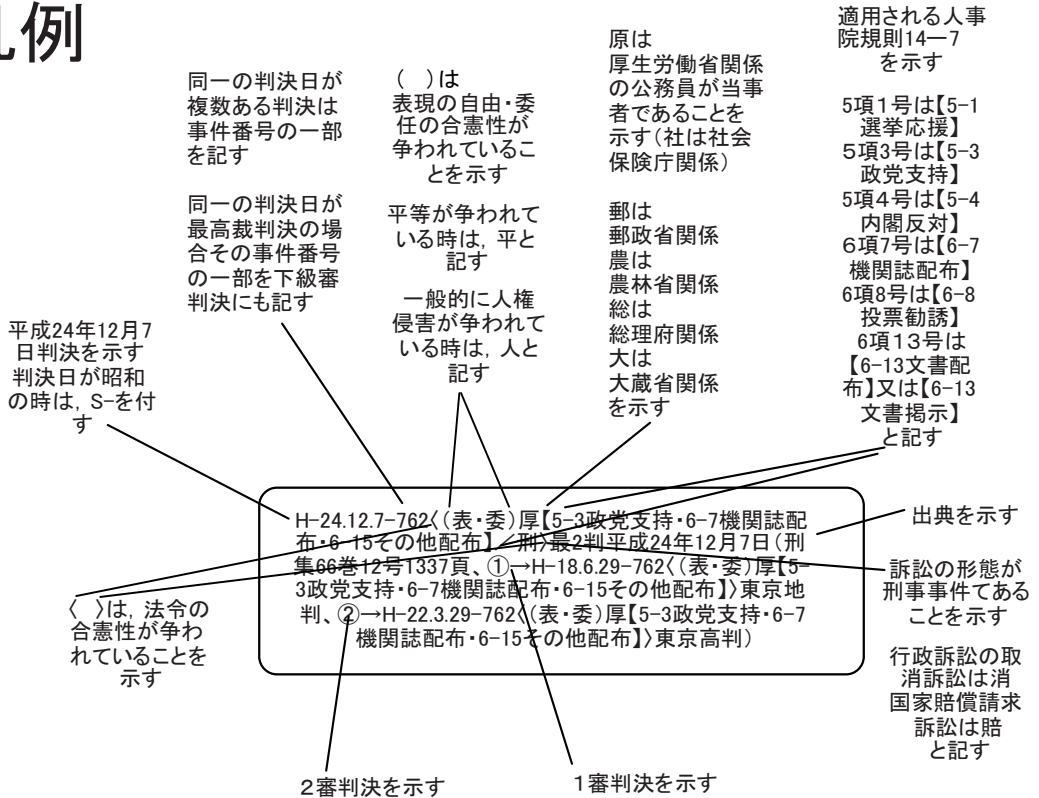 凡例
同一の判決日が
複数ある判決は
事件番号の一部
を記す
同一の判決日が
最高裁判決の場
合その事件番号
の一部を下級審
判決にも記す
平成24年12月7
日判決を示す
判決日が昭和
の時は，S-を付
す
（　）は
表現の自由・委
任の合憲性が
争われているこ
とを示す
平等が争われて
いる時は，平と
記す
一般的に人権
侵害が争われて
いる時は，人と
記す
原は
厚生労働省関係
の公務員が当事
者であることを
示す（社は社会
保険庁関係）
郵は
郵政省関係
農は
農林省関係
総は
総理府関係
大は
大蔵省関係
を示す
適用される人事
院規則14―7
を示す
5項1号は【5-1
選挙応援】
５項3号は【5-3
政党支持】
5項４号は【5-4
内閣反対】
６項7号は【6-7
機関誌配布】
6項8号は【6-8
投票勧誘】
6項１３号は
【6-13文書配
布】又は【6-13
文書掲示】
と記す
H-24.12.7-762〈（表・委）厚【5-3政党支持・6-7機関誌配
布・6-15その他配布】／刑〉最2判平成24年12月7日（刑
集66巻12号1337頁、①→H-18.6.29-762〈（表・委）厚【5-
3政党支持・6-7機関誌配布・6-15その他配布】〉東京地
判、②→H-22.3.29-762〈（表・委）厚【5-3政党支持・6-7
機関誌配布・6-15その他配布】〉東京高判）
出典を示す
訴訟の形態が
刑事事件てある
ことを示す
行政訴訟の取
消訴訟は消
国家賠償請求
訴訟は賠
と記す
〈　〉は，法令の
合憲性が争わ
れていることを
示す
２審判決を示す
１審判決を示す